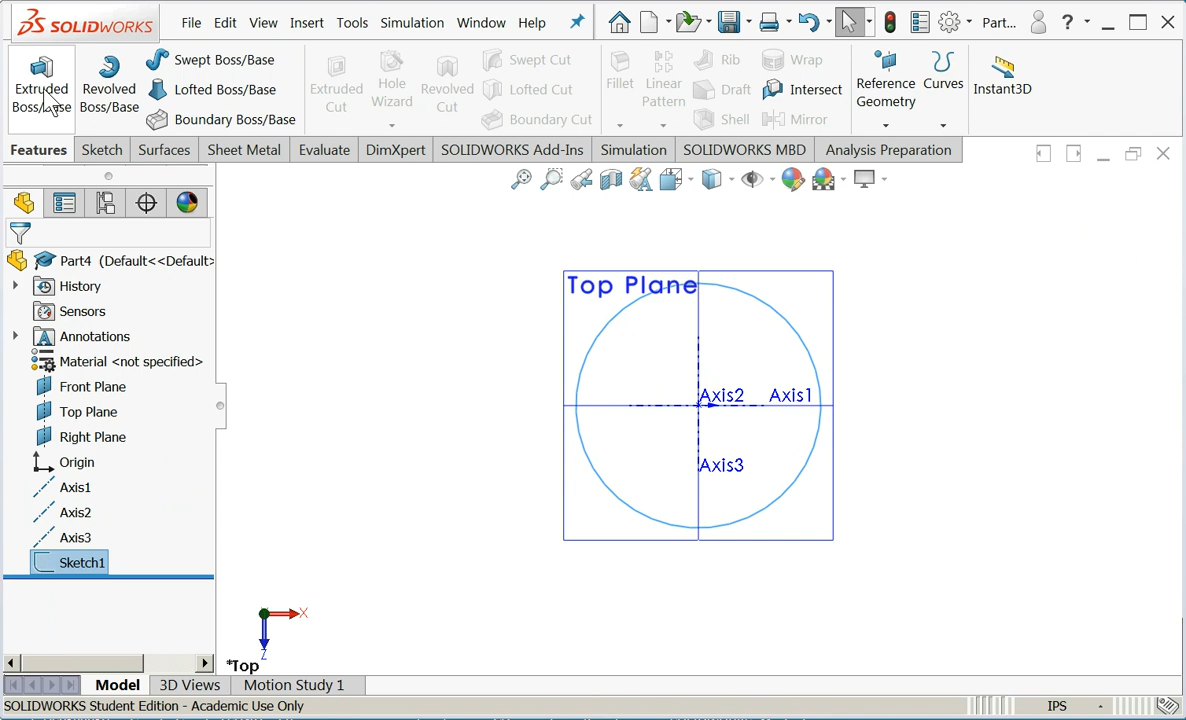 SOLIDWORKS File Edit View Insert Tools Simulation Window Help Part... ?
Extruded Boss/Base
Revolved Boss/Base
Swept Boss/Base
Lofted Boss/Base
Boundary Boss/Base
Extruded Cut
Hole Wizard
Revolved Cut
Swept Cut
Lofted Cut
Boundary Cut
Fillet
Linear Pattern
Rib
Draft
Shell
Wrap
Intersect
Mirror
Reference Geometry
Curves
Instant3D
Features Sketch Surfaces Sheet Metal Evaluate DimXpert SOLIDWORKS Add-Ins Simulation SOLIDWORKS MBD Analysis Preparation
Part4 (Default<<Default>
History
Sensors
Annotations
Material <not specified>
Front Plane
Top Plane
Right Plane
Origin
Axis1
Axis2
Axis3
Sketch1
Top Plane
Axis2 Axis1
Axis3
X
Z
*Top
Model 3D Views Motion Study 1
SOLIDWORKS Student Edition - Academic Use Only IPS